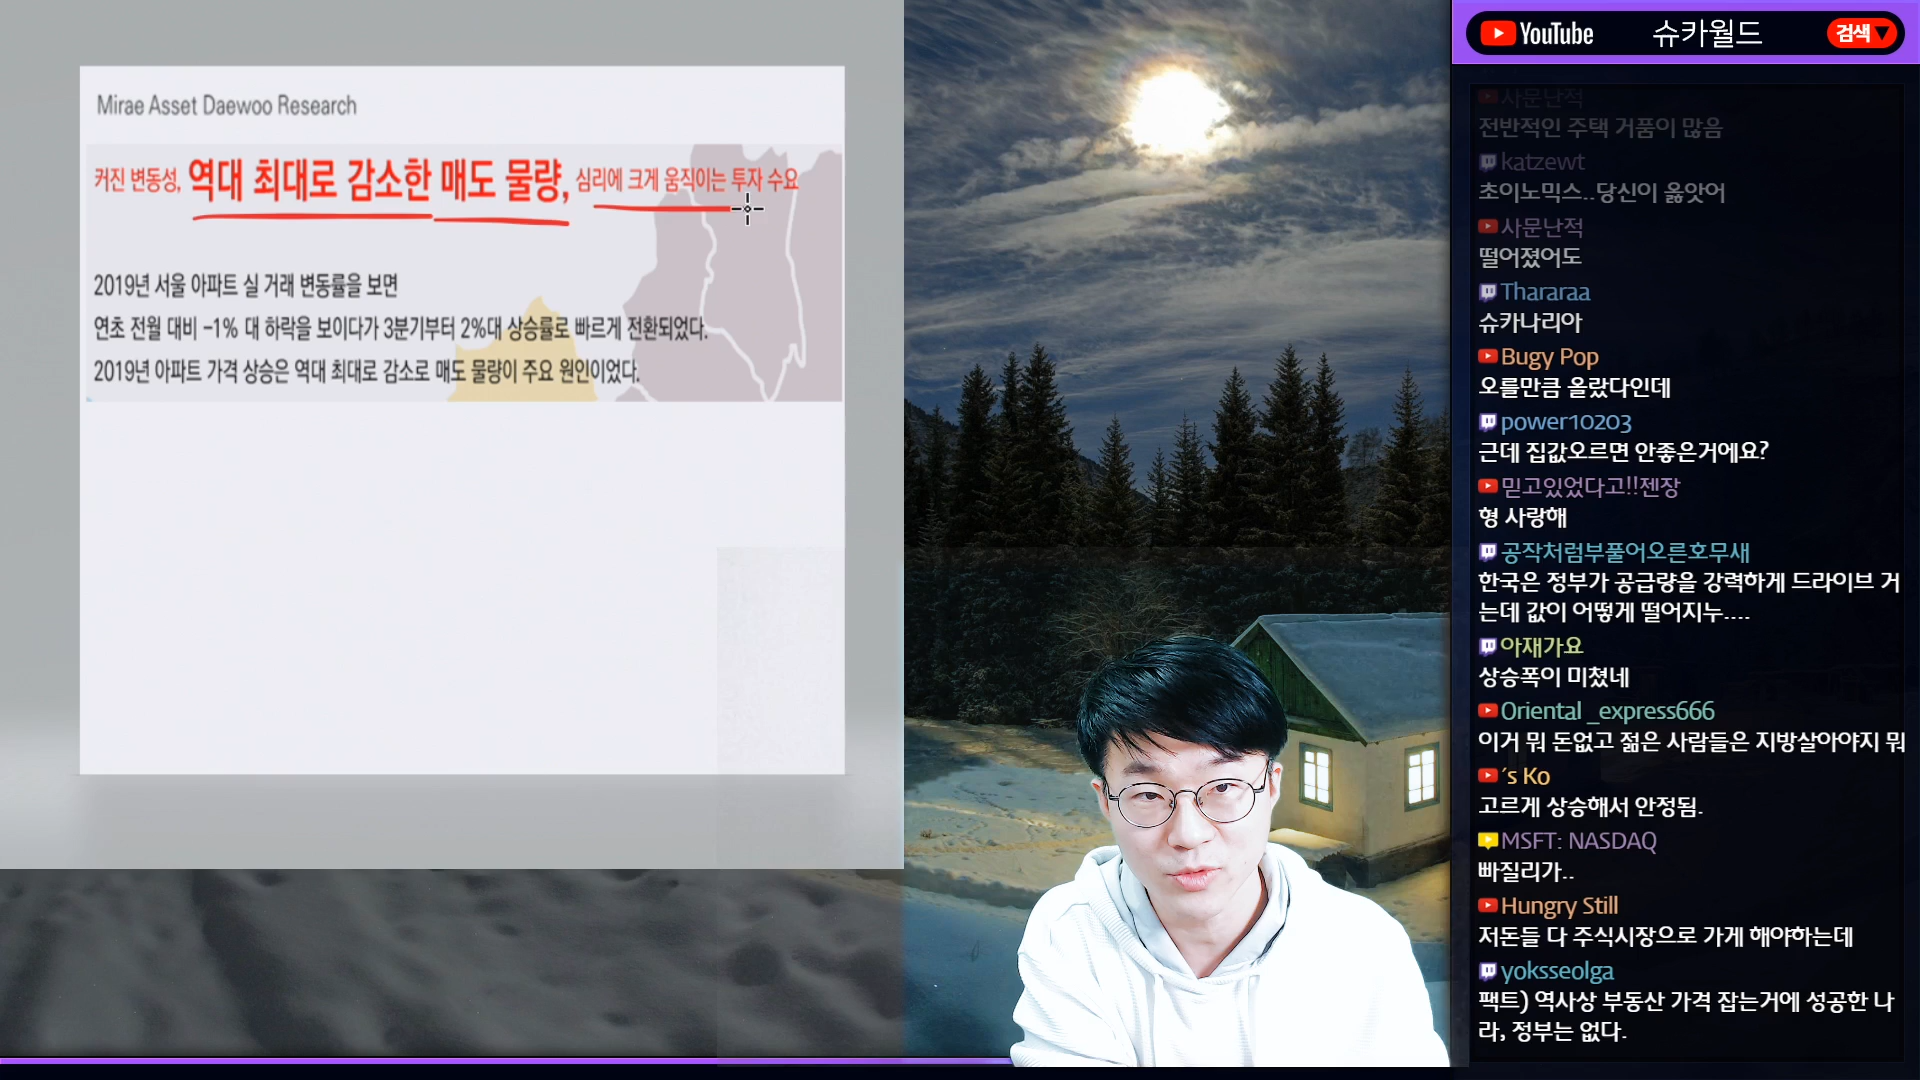 Mirae Asset Daewoo Research
커진 변동성, 역대 최대로 감소한 매도 물량, 심리에 크게 움직이는 투자 수요
2019년 서울 아파트 실 거래 변동률을 보면
연초 전월 대비 -1% 대 하락을 보이다가 3분기부터 2%대 상승률로 빠르게 전환되었다.
2019년 아파트 가격 상승은 역대 최대로 감소로 매도 물량이 주요 원인이었다.
YouTube 슈카월드 검색▼
사문난적
전반적인 주택 거품이 많음
katzewt
초이노믹스..당신이 옳앗어
사문난적
떨어졌어도
Thararaa
슈카나리아
Bugy Pop
오를만큼 올랐다인데
power10203
근데 집값오르면 안좋은거에요?
믿고있었다고!!젠장
형 사랑해
공작처럼부풀어오른호무새
한국은 정부가 공급량을 강력하게 드라이브 거
는데 값이 어떻게 떨어지누....
아재가요
상승폭이 미쳤네
Oriental _express666
이거 뭐 돈없고 젊은 사람들은 지방살아야지 뭐
´s Ko
고르게 상승해서 안정됨.
MSFT: NASDAQ
빠질리가..
Hungry Still
저돈들 다 주식시장으로 가게 해야하는데
yoksseolga
팩트) 역사상 부동산 가격 잡는거에 성공한 나
라, 정부는 없다.